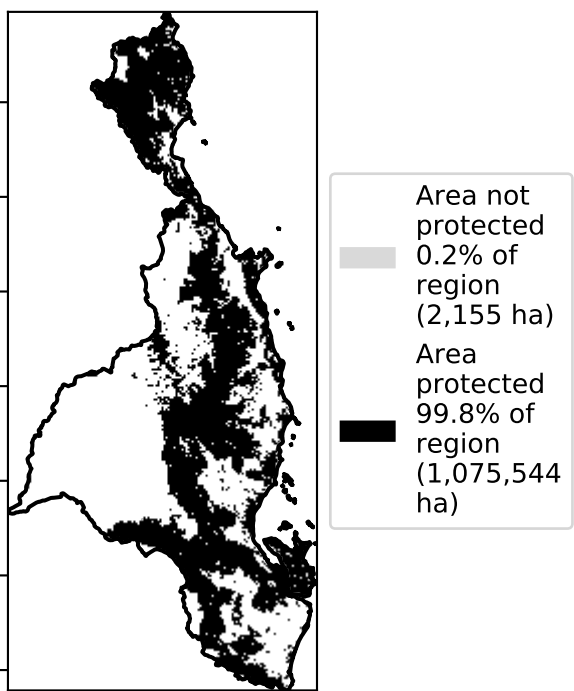 Area not
protected
0.2% of
region
(2,155 ha)
Area
protected
99.8% of
region
(1,075,544
ha)